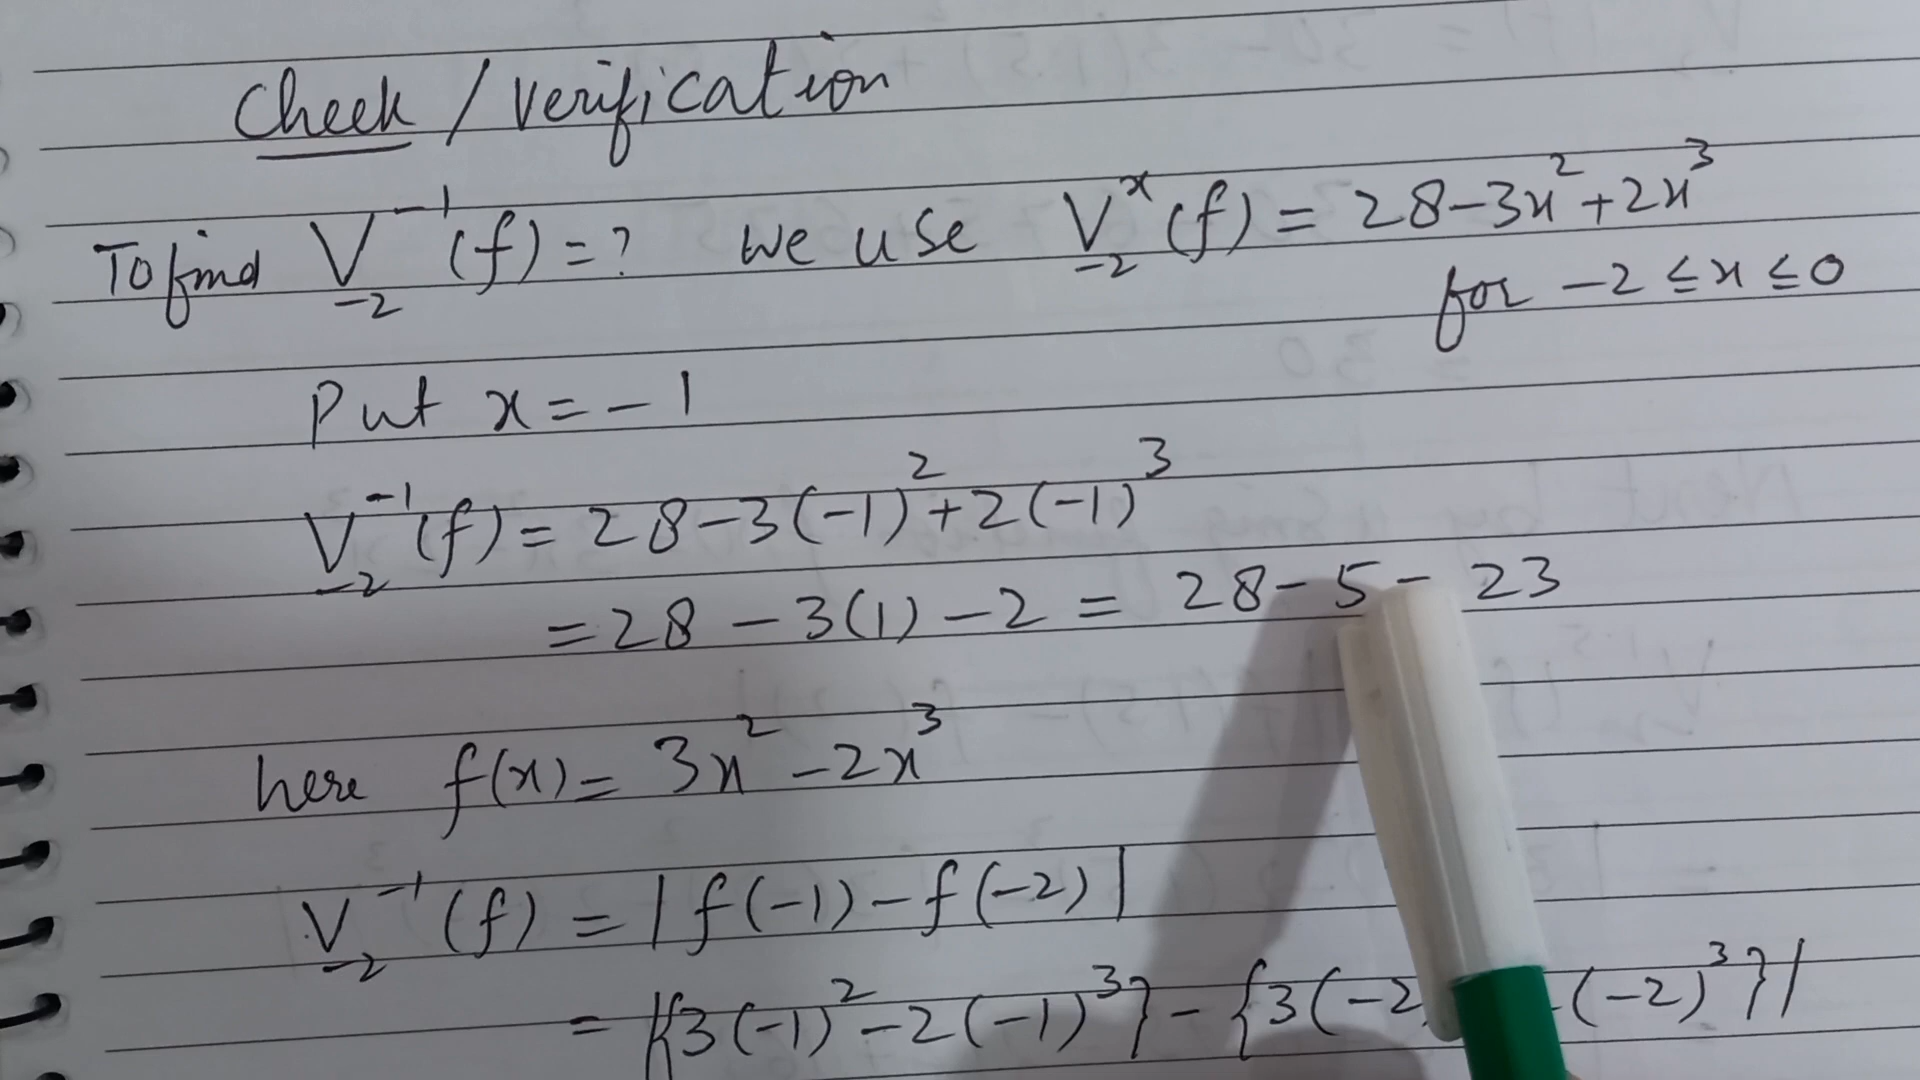 Check / Verification
To find V₋₂⁻¹(f) = ? We use V₋₂ˣ(f) = 28 - 3x² + 2x³
for -2 ≤ x ≤ 0
Put x = -1
V₋₂⁻¹(f) = 28 - 3(-1)² + 2(-1)³
= 28 - 3(1) - 2 = 28 - 5 - 23
here f(x) = 3x² - 2x³
V₋₂⁻¹(f) = |f(-1) - f(-2)|
= |{3(-1)² - 2(-1)³} - {3(-2 (-2)³}|